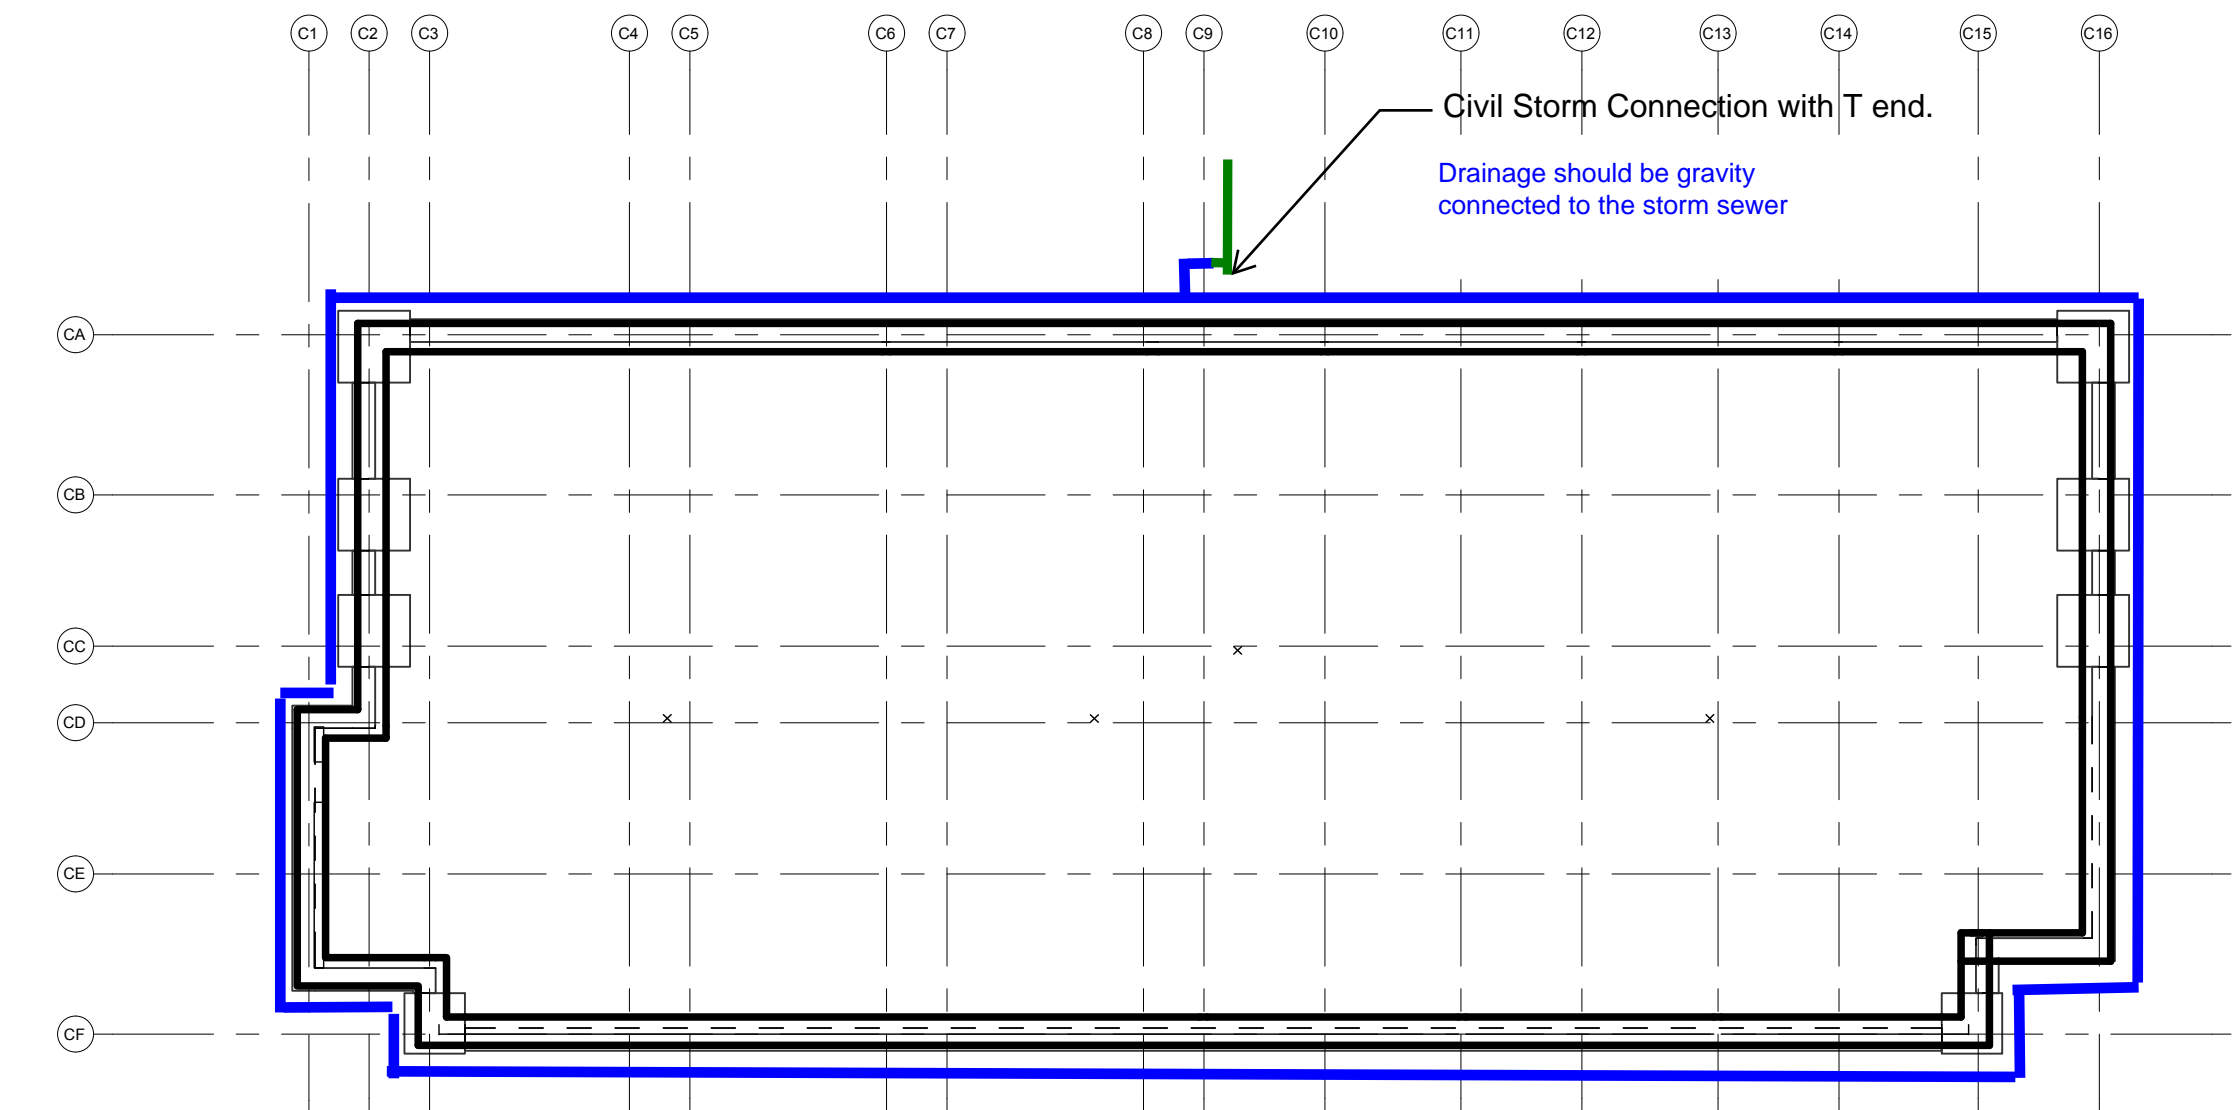 C1 C2 C3 C4 C5 C6 C7 C8 C9 C10 C11 C12 C13 C14 C15 C16
Civil Storm Connection with T end.
Drainage should be gravity
connected to the storm sewer
CA
CB
CC
CD
CE
CF